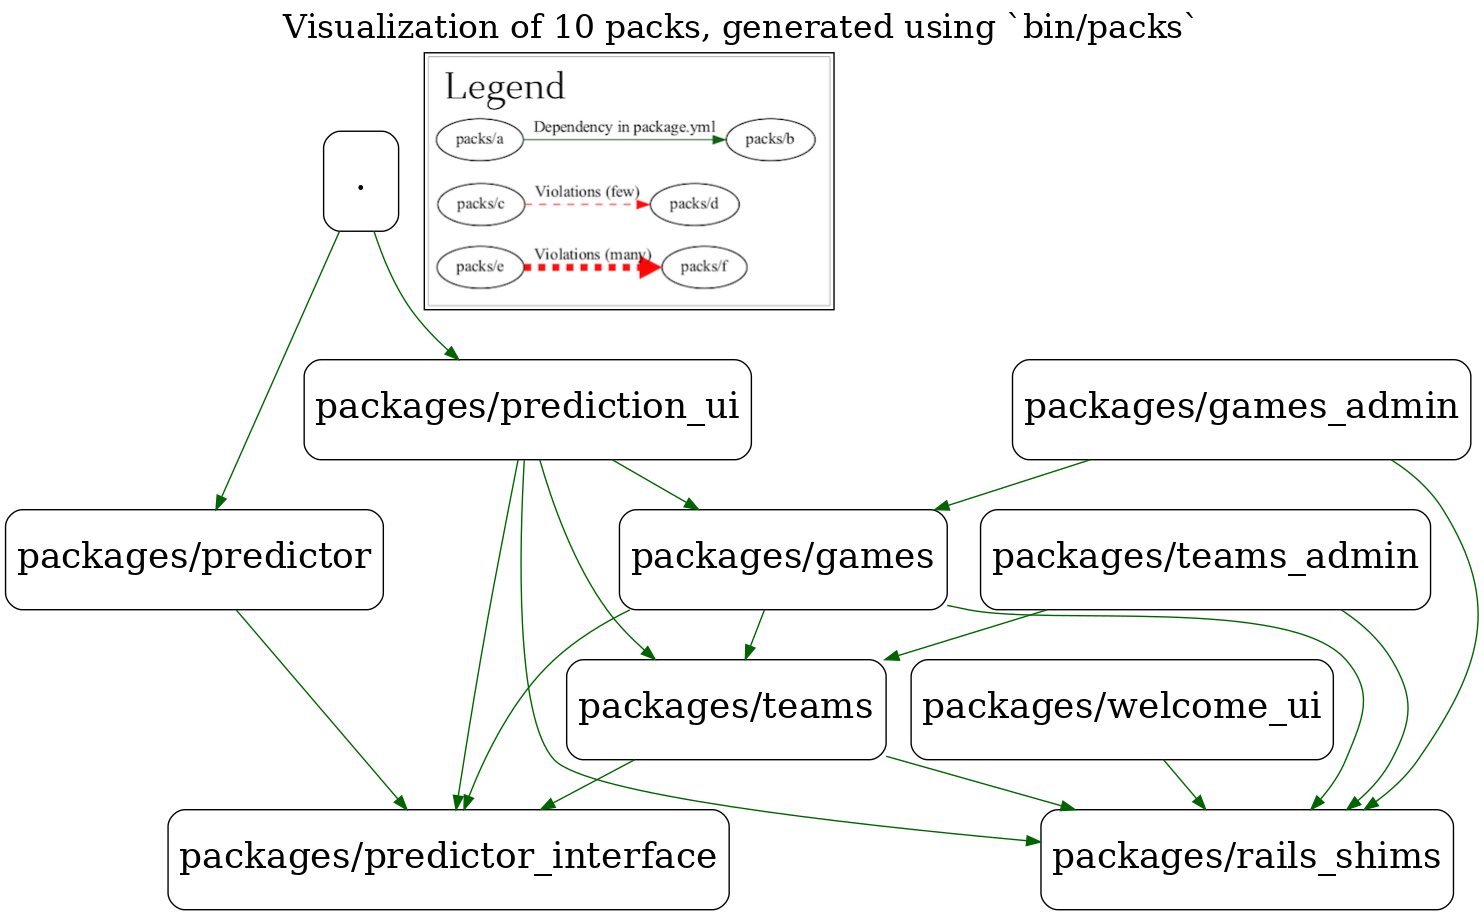 Visualization of 10 packs, generated using `bin/packs`
Legend
packs/a
Dependency in package.yml
packs/b
packs/c
Violations (few)
packs/d
packs/e
Violations (many)
packs/f
.
packages/prediction_ui
packages/games_admin
packages/predictor
packages/games
packages/teams_admin
packages/teams
packages/welcome_ui
packages/predictor_interface
packages/rails_shims